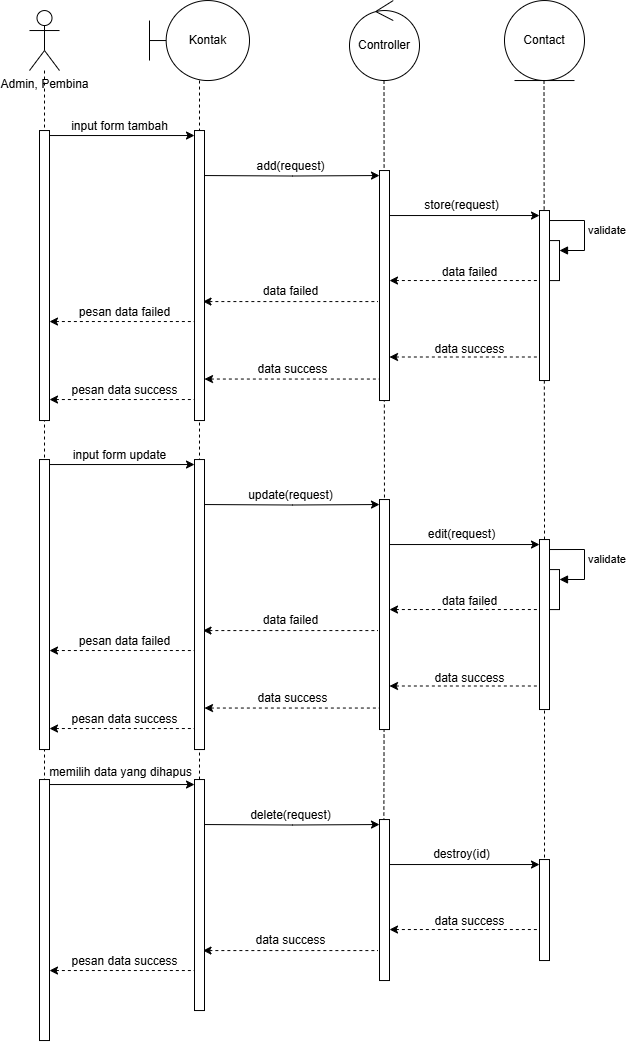 Kontak
Controller
Contact
Admin, Pembina
input form tambah
add(request)
store(request)
validate
data failed
data failed
pesan data failed
data success
data success
pesan data success
input form update
update(request)
edit(request)
validate
data failed
data failed
pesan data failed
data success
data success
pesan data success
memilih data yang dihapus
delete(request)
destroy(id)
data success
data success
pesan data success